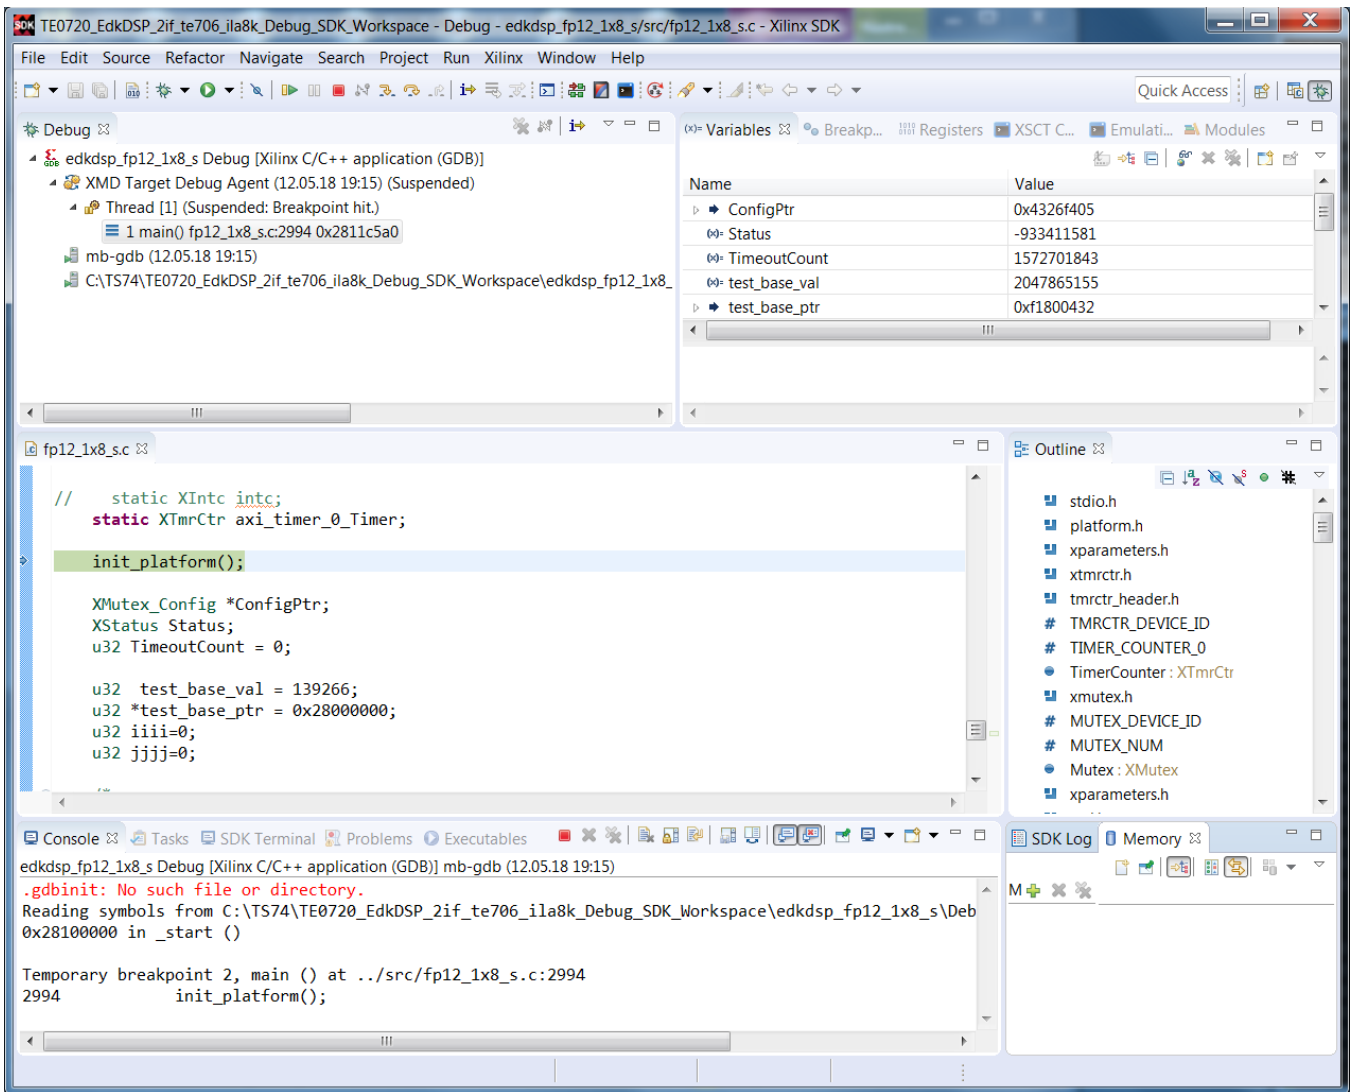 TE0720_EdkDSP_2if_te706_ila8k_Debug_SDK_Workspace - Debug - edkdsp_fp12_1x8_s/src/fp12_1x8_s.c - Xilinx SDK
File Edit Source Refactor Navigate Search Project Run Xilinx Window Help
Quick Access
Debug
edkdsp_fp12_1x8_s Debug [Xilinx C/C++ application (GDB)]
XMD Target Debug Agent (12.05.18 19:15) (Suspended)
Thread [1] (Suspended: Breakpoint hit.)
1 main() fp12_1x8_s.c:2994 0x2811c5a0
mb-gdb (12.05.18 19:15)
C:\TS74\TE0720_EdkDSP_2if_te706_ila8k_Debug_SDK_Workspace\edkdsp_fp12_1x8_
Variables Breakp... Registers XSCT C... Emulati... Modules
Name Value
ConfigPtr 0x4326f405
Status -933411581
TimeoutCount 1572701843
test_base_val 2047865155
test_base_ptr 0xf1800432
fp12_1x8_s.c
// static XIntc intc;
static XTmrCtr axi_timer_0_Timer;
init_platform();
XMutex_Config *ConfigPtr;
XStatus Status;
u32 TimeoutCount = 0;
u32 test_base_val = 139266;
u32 *test_base_ptr = 0x28000000;
u32 iiii=0;
u32 jjjj=0;
/*
Outline
stdio.h
platform.h
xparameters.h
xtmrctr.h
tmrctr_header.h
# TMRCTR_DEVICE_ID
# TIMER_COUNTER_0
TimerCounter : XTmrCtr
xmutex.h
# MUTEX_DEVICE_ID
# MUTEX_NUM
Mutex : XMutex
xparameters.h
Console Tasks SDK Terminal Problems Executables
edkdsp_fp12_1x8_s Debug [Xilinx C/C++ application (GDB)] mb-gdb (12.05.18 19:15)
.gdbinit: No such file or directory.
Reading symbols from C:\TS74\TE0720_EdkDSP_2if_te706_ila8k_Debug_SDK_Workspace\edkdsp_fp12_1x8_s\Deb
0x28100000 in _start ()
Temporary breakpoint 2, main () at ../src/fp12_1x8_s.c:2994
2994 init_platform();
SDK Log Memory
M